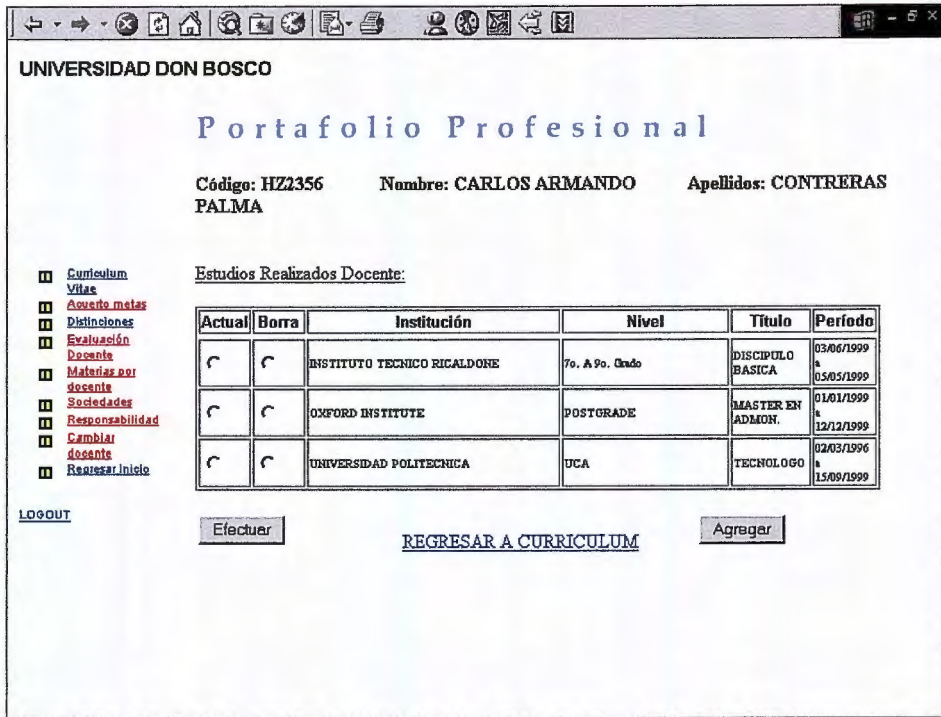 UNIVERSIDAD DON BOSCO
Portafolio Profesional
Código: HZ2356 Nombre: CARLOS ARMANDO Apellidos: CONTRERAS
PALMA
Curriculum
Vitae
Acuerto metas
Distinciones
Evaluación
Docente
Materias por
docente
Sociedades
Responsabilidad
Cambiar
docente
Regresar Inicio
LOGOUT
Estudios Realizados Docente:
Actual Borra Institución Nivel Título Período
INSTITUTO TECNICO RICALDONE 7o. A 9o. Grado DISCIPULO BASICA 03/06/1999 a 05/05/1999
OXFORD INSTITUTE POSTGRADE MASTER EN ADMON. 01/01/1999 a 12/12/1999
UNIVERSIDAD POLITECNICA UCA TECNOLOGO 02/03/1996 a 15/09/1999
Efectuar REGRESAR A CURRICULUM Agregar